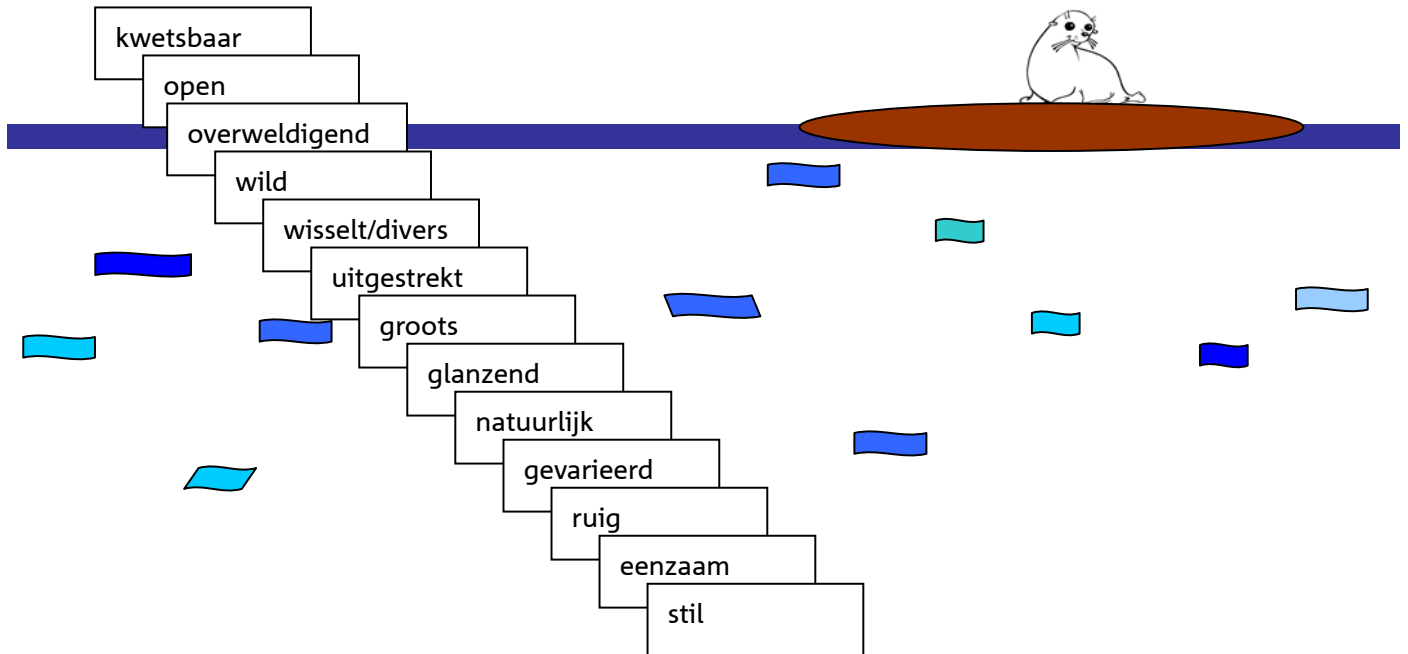 kwetsbaar
open
overweldigend
wild
wisselt/divers
uitgestrekt
groots
glanzend
natuurlijk
gevarieerd
ruig
eenzaam
stil